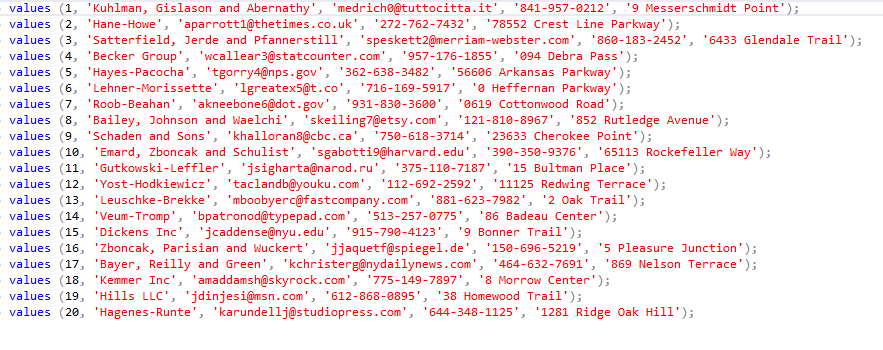 values (1, 'Kuhlman, Gislason and Abernathy', 'medrich0@tuttocitta.it', '841-957-0212', '9 Messerschmidt Point');
values (2, 'Hane-Howe', 'aparrott1@thetimes.co.uk', '272-762-7432', '78552 Crest Line Parkway');
values (3, 'Satterfield, Jerde and Pfannerstill', 'speskett2@merriam-webster.com', '860-183-2452', '6433 Glendale Trail');
values (4, 'Becker Group', 'wcallear3@statcounter.com', '957-176-1855', '094 Debra Pass');
values (5, 'Hayes-Pacocha', 'tgorry4@nps.gov', '362-638-3482', '56606 Arkansas Parkway');
values (6, 'Lehner-Morissette', 'lgreatex5@t.co', '716-169-5917', '0 Heffernan Parkway');
values (7, 'Roob-Beahan', 'akneebone6@dot.gov', '931-830-3600', '0619 Cottonwood Road');
values (8, 'Bailey, Johnson and Waelchi', 'skeiling7@etsy.com', '121-810-8967', '852 Rutledge Avenue');
values (9, 'Schaden and Sons', 'khalloran8@cbc.ca', '750-618-3714', '23633 Cherokee Point');
values (10, 'Emard, Zboncak and Schulist', 'sgabotti9@harvard.edu', '390-350-9376', '65113 Rockefeller Way');
values (11, 'Gutkowski-Leffler', 'jsigharta@narod.ru', '375-110-7187', '15 Bultman Place');
values (12, 'Yost-Hodkiewicz', 'taclandb@youku.com', '112-692-2592', '11125 Redwing Terrace');
values (13, 'Leuschke-Brekke', 'mboobyerc@fastcompany.com', '881-623-7982', '2 Oak Trail');
values (14, 'Veum-Tromp', 'bpatronod@typepad.com', '513-257-0775', '86 Badeau Center');
values (15, 'Dickens Inc', 'jcaddense@nyu.edu', '915-790-4123', '9 Bonner Trail');
values (16, 'Zboncak, Parisian and Wuckert', 'jjaquetf@spiegel.de', '150-696-5219', '5 Pleasure Junction');
values (17, 'Bayer, Reilly and Green', 'kchristerg@nydailynews.com', '464-632-7691', '869 Nelson Terrace');
values (18, 'Kemmer Inc', 'amaddamsh@skyrock.com', '775-149-7897', '8 Morrow Center');
values (19, 'Hills LLC', 'jdinjesi@msn.com', '612-868-0895', '38 Homewood Trail');
values (20, 'Hagenes-Runte', 'karundellj@studiopress.com', '644-348-1125', '1281 Ridge Oak Hill');